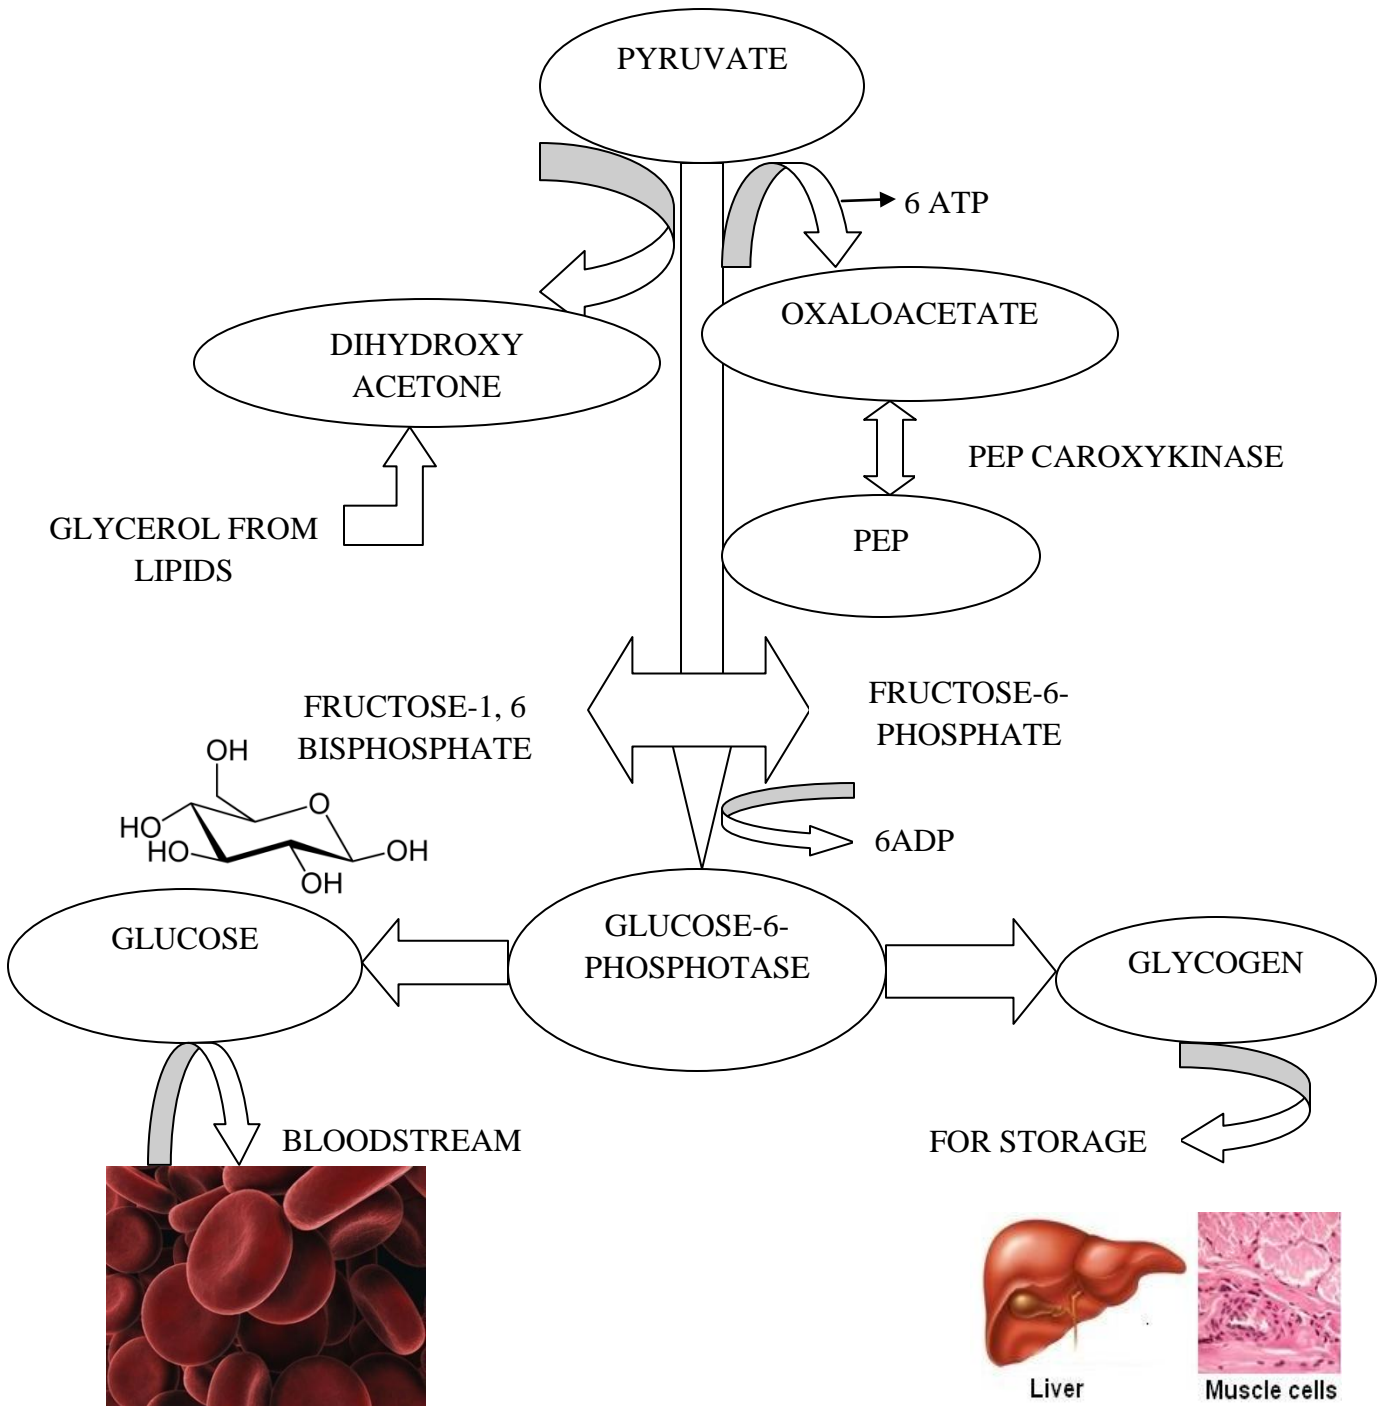 PYRUVATE
6 ATP
OXALOACETATE
DIHYDROXY
ACETONE
PEP CAROXYKINASE
GLYCEROL FROM
LIPIDS
PEP
FRUCTOSE-1, 6
BISPHOSPHATE
FRUCTOSE-6-
PHOSPHATE
OH
O
HO
HO
OH
OH
6ADP
GLUCOSE
GLUCOSE-6-
PHOSPHOTASE
GLYCOGEN
BLOODSTREAM
FOR STORAGE
Liver
Muscle cells